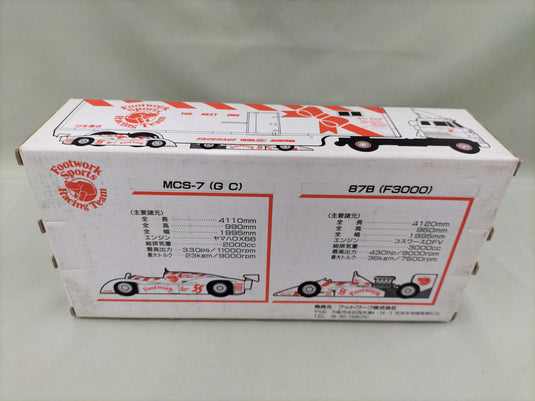 Footwork
Sports
Racing Team
THE NEXT ONE
日本運送
FRUEHAUF
Footwork
Sports
Racing Team
MCS-7 (G C)
〈主要諸元〉
全長 4110mm
全高 990mm
全幅 1995mm
エンジン ヤマハOX66
総排気量 2000cc
最高出力 330ps/11000rpm
最大トルク 23kgm/9000rpm
Footwork
87B (F3000)
〈主要諸元〉
全長 4120mm
全高 960mm
全幅 1995mm
エンジン コスワースDFV
総排気量 3000cc
最高出力 430hp/9000rpm
最大トルク 36kgm/7500rpm
Footwork
発売元 フットワーク株式会社